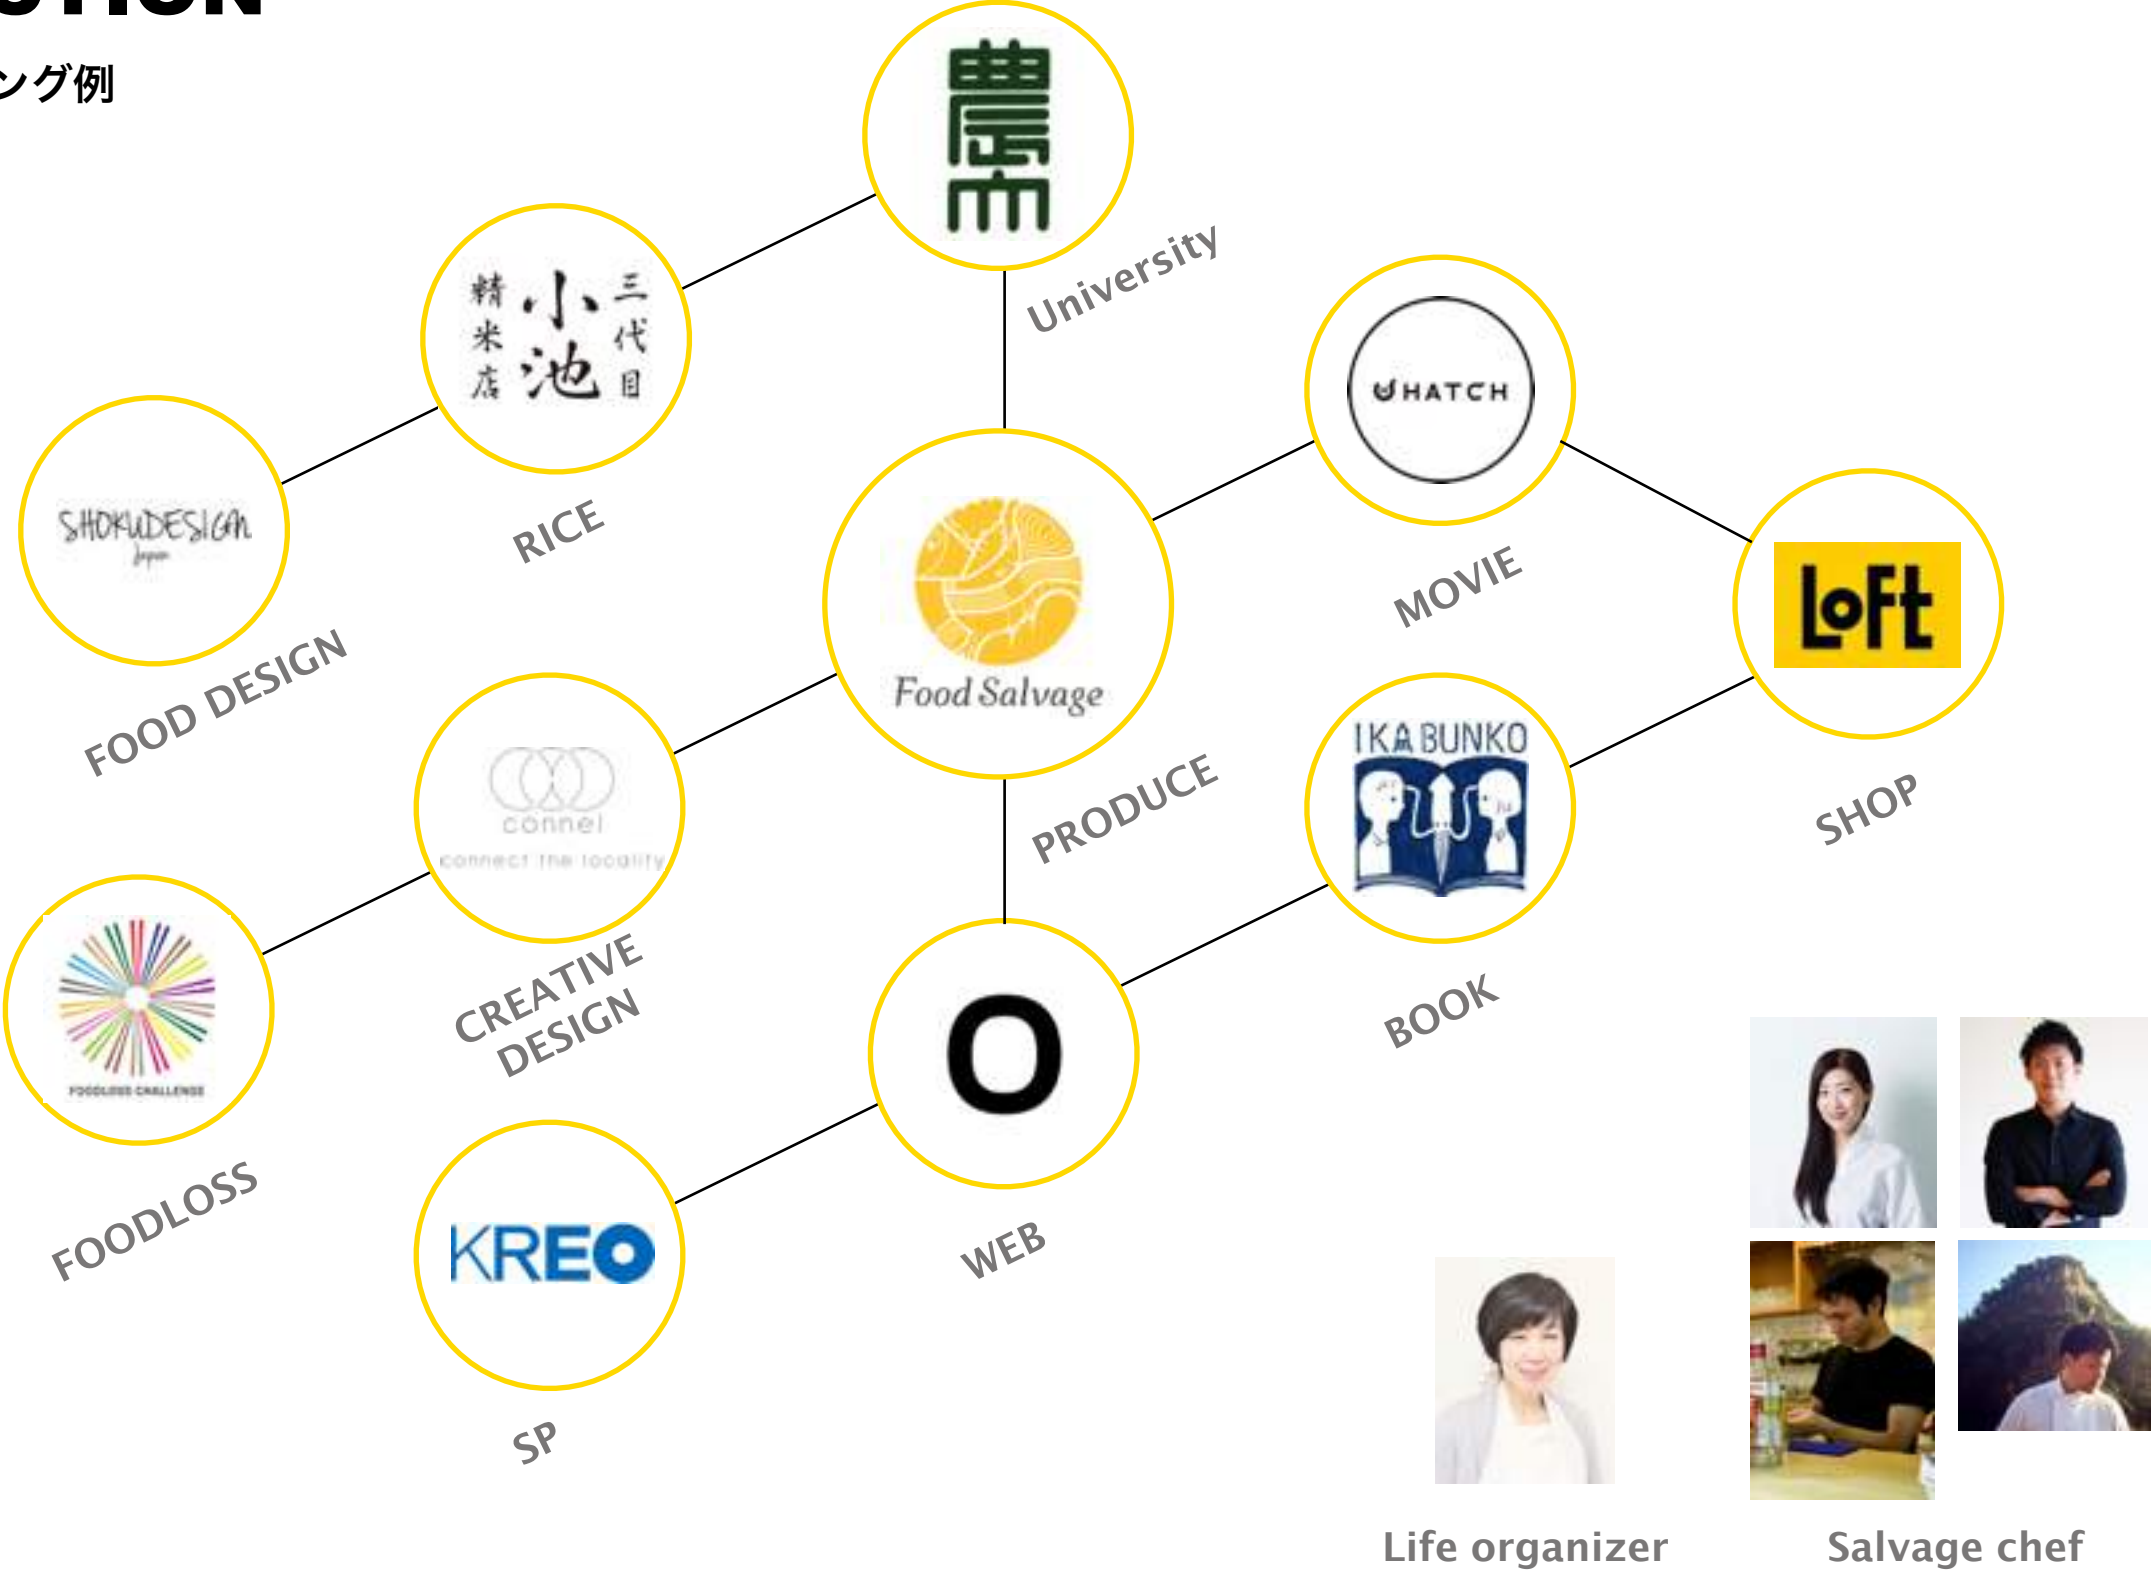 ング例
University
三代目
小池
精米店
RICE
HATCH
MOVIE
SHOKUDESIGN
Japan
FOOD DESIGN
Loft
SHOP
Food Salvage
PRODUCE
connel
connect the locality
CREATIVE
DESIGN
IKA BUNKO
BOOK
FOODLOSS CHALLENGE
FOODLOSS
O
WEB
KREO
SP
Life organizer
Salvage chef